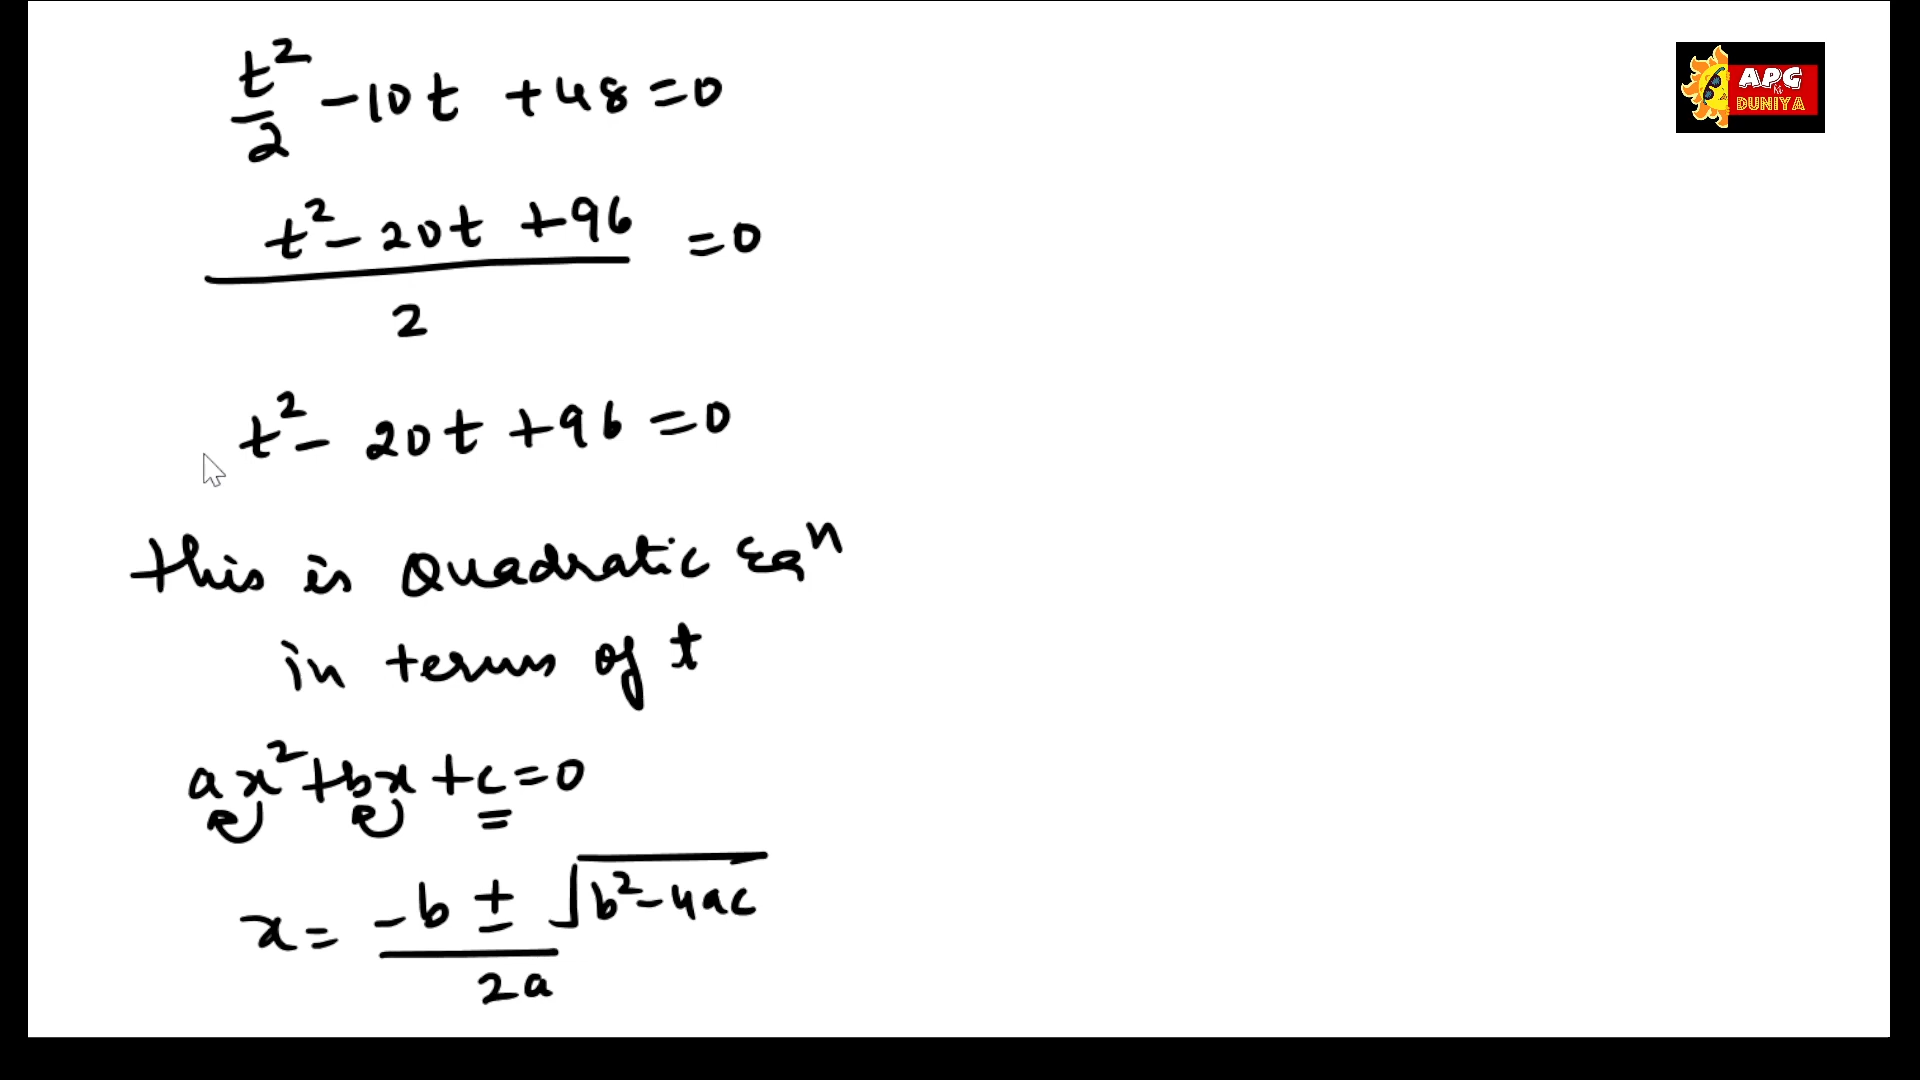 t²/2 -10t +48 =0
t² - 20t +96 =0
2
t² - 20t +96 =0
this is Quadratic Eqⁿ
in terms of t
ax²+bx+c=0
x= -b ± √b²-4ac
2a
APG
ki
DUNIYA